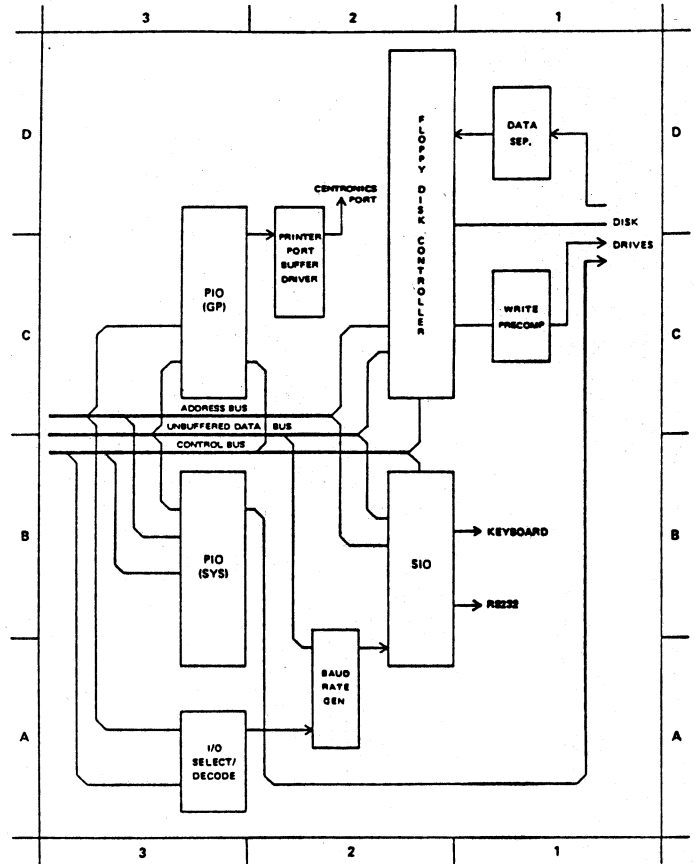 3 2 1
D D
FLOPPY DISK CONTROLLER
DATA
SEP.
CENTRONICS
PORT
DISK
DRIVES
PRINTER
PORT
BUFFER
DRIVER
PIO
(GP)
WRITE
PRECOMP
C C
ADDRESS BUS
UNBUFFERED DATA BUS
CONTROL BUS
B B
PIO
(SYS)
SIO
KEYBOARD
RS232
BAUD
RATE
GEN
A A
I/O
SELECT/
DECODE
3 2 1